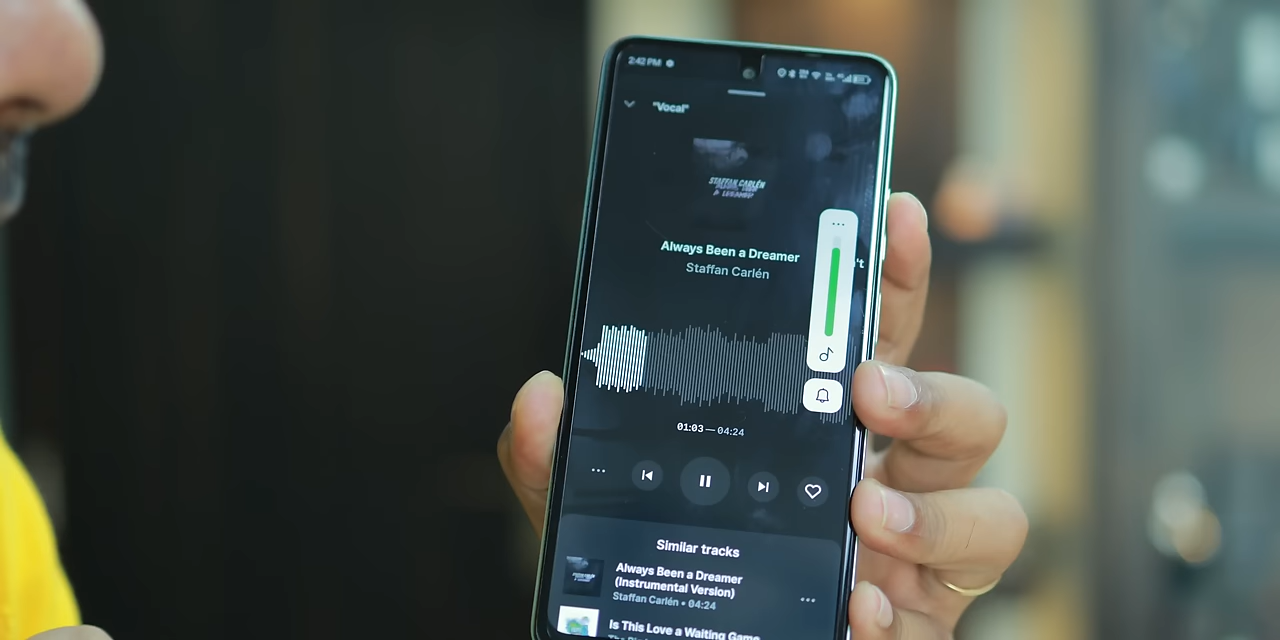 2:42 PM
"Vocal"
STAFFAN CARLÉN
Always Been a Dreamer
't
Staffan Carlén
01:03 — 04:24
Similar tracks
Always Been a Dreamer
(Instrumental Version)
Staffan Carlén • 04:24
Is This Love a Waiting Game